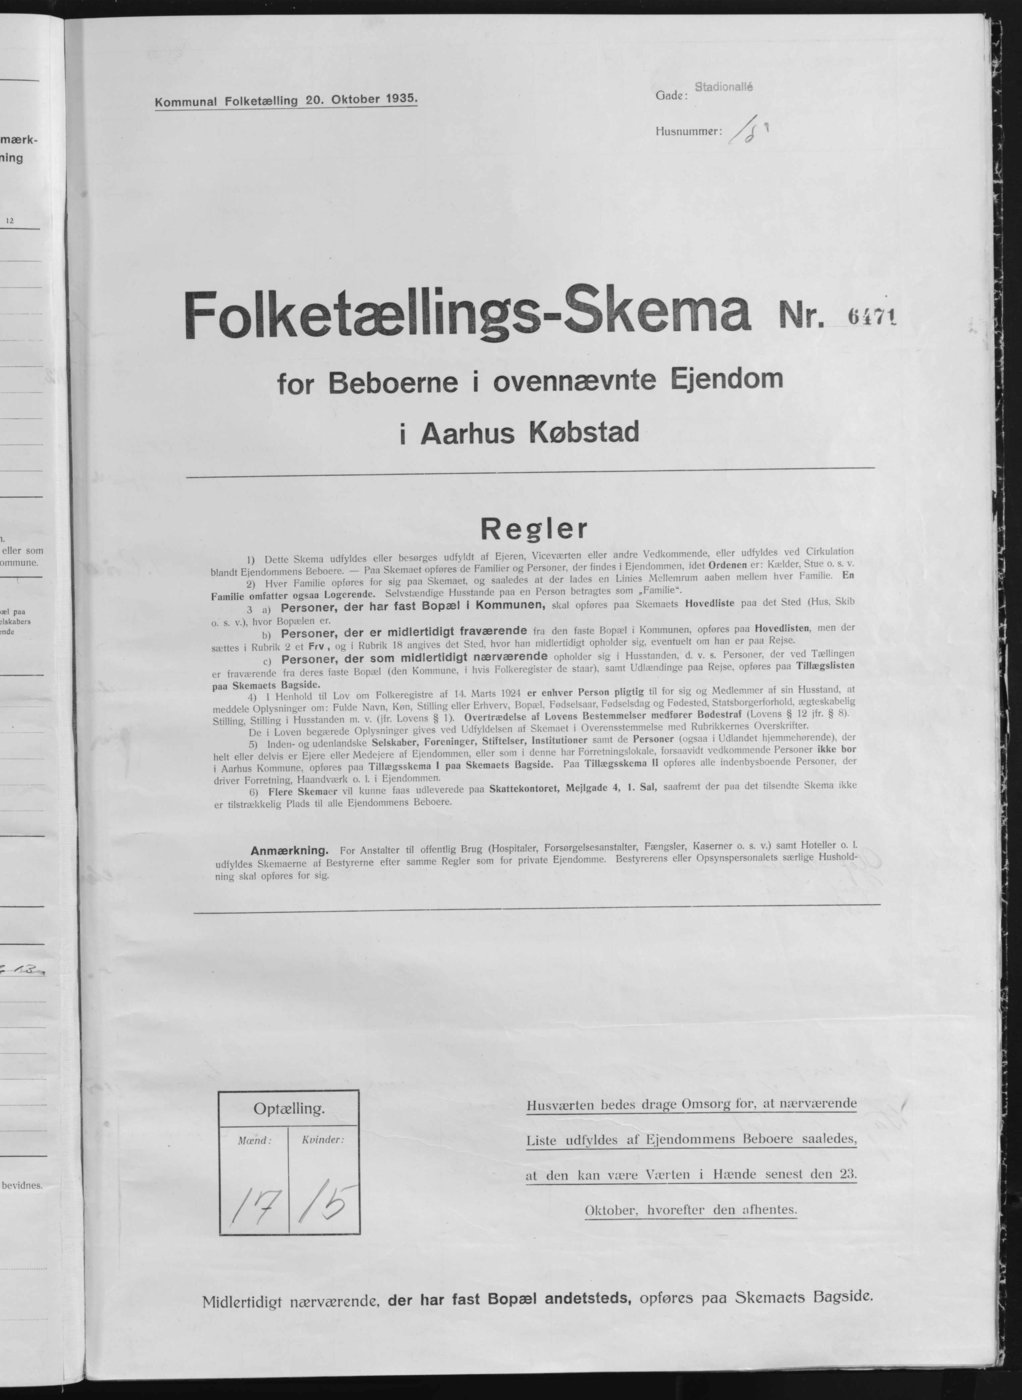 mærk-
ning
12
eller som
ommune.
pæl paa
elskabers
ende
bevidnes.
Kommunal Folketælling 20. Oktober 1935.
Gade: Stadionallé
Husnummer:
Folketællings-Skema Nr. 6471
for Beboerne i ovennævnte Ejendom
i Aarhus Købstad
Regler
1) Dette Skema udfyldes eller besørges udfyldt af Ejeren, Viceværten eller andre Vedkommende, eller udfyldes ved Cirkulation
blandt Ejendommens Beboere. — Paa Skemaet opføres de Familier og Personer, der findes i Ejendommen, idet Ordenen er: Kælder, Stue o. s. v.
2) Hver Familie opføres for sig paa Skemaet, og saaledes at der lades en Linies Mellemrum aaben mellem hver Familie. En
Familie omfatter ogsaa Logerende. Selvstændige Husstande paa en Person betragtes som „Familie“.
3 a) Personer, der har fast Bopæl i Kommunen, skal opføres paa Skemaets Hovedliste paa det Sted (Hus, Skib
o. s. v.), hvor Bopælen er.
b) Personer, der er midlertidigt fraværende fra den faste Bopæl i Kommunen, opføres paa Hovedlisten, men der
sættes i Rubrik 2 et Frv, og i Rubrik 18 angives det Sted, hvor han midlertidigt opholder sig, eventuelt om han er paa Rejse.
c) Personer, der som midlertidigt nærværende opholder sig i Husstanden, d. v. s. Personer, der ved Tællingen
er fraværende fra deres faste Bopæl (den Kommune, i hvis Folkeregister de staar), samt Udlændinge paa Rejse, opføres paa Tillægslisten
paa Skemaets Bagside.
4) I Henhold til Lov om Folkeregistre af 14. Marts 1924 er enhver Person pligtig til for sig og Medlemmer af sin Husstand, at
meddele Oplysninger om: Fulde Navn, Køn, Stilling eller Erhverv, Bopæl, Fødselsaar, Fødselsdag og Fødested, Statsborgerforhold, ægteskabelig
Stilling, Stilling i Husstanden m. v. (jfr. Lovens § 1). Overtrædelse af Lovens Bestemmelser medfører Bødestraf (Lovens § 12 jfr. § 8).
De i Loven begærede Oplysninger gives ved Udfyldelsen af Skemaet i Overensstemmelse med Rubrikkernes Overskrifter.
5) Inden- og udenlandske Selskaber, Foreninger, Stiftelser, Institutioner samt de Personer (ogsaa i Udlandet hjemmehørende), der
helt eller delvis er Ejere eller Medejere af Ejendommen, eller som i denne har Forretningslokale, forsaavidt vedkommende Personer ikke bor
i Aarhus Kommune, opføres paa Tillægsskema I paa Skemaets Bagside. Paa Tillægsskema II opføres alle indenbysboende Personer, der
driver Forretning, Haandværk o. l. i Ejendommen.
6) Flere Skemaer vil kunne faas udleverede paa Skattekontoret, Mejlgade 4, 1. Sal, saafremt der paa det tilsendte Skema ikke
er tilstrækkelig Plads til alle Ejendommens Beboere.
Anmærkning. For Anstalter til offentlig Brug (Hospitaler, Forsørgelsesanstalter, Fængsler, Kaserner o. s. v.) samt Hoteller o. l.
udfyldes Skemaerne af Bestyrerne efter samme Regler som for private Ejendomme. Bestyrerens eller Opsynspersonalets særlige Hushold-
ning skal opføres for sig.
Optælling.
Mænd: Kvinder:
17 15
Husværten bedes drage Omsorg for, at nærværende
Liste udfyldes af Ejendommens Beboere saaledes,
at den kan være Værten i Hænde senest den 23.
Oktober, hvorefter den afhentes.
Midlertidigt nærværende, der har fast Bopæl andetsteds, opføres paa Skemaets Bagside.